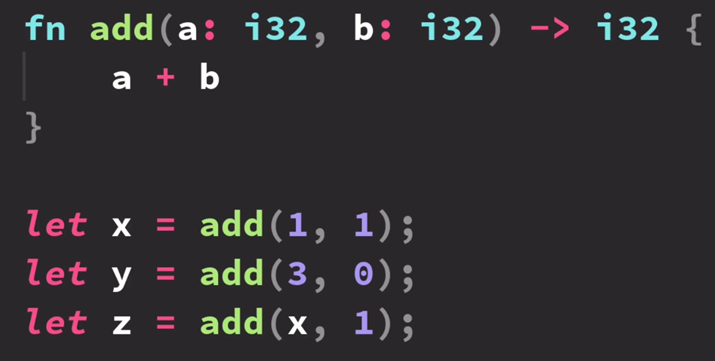 fn add(a: i32, b: i32) -> i32 {
    a + b
}
let x = add(1, 1);
let y = add(3, 0);
let z = add(x, 1);